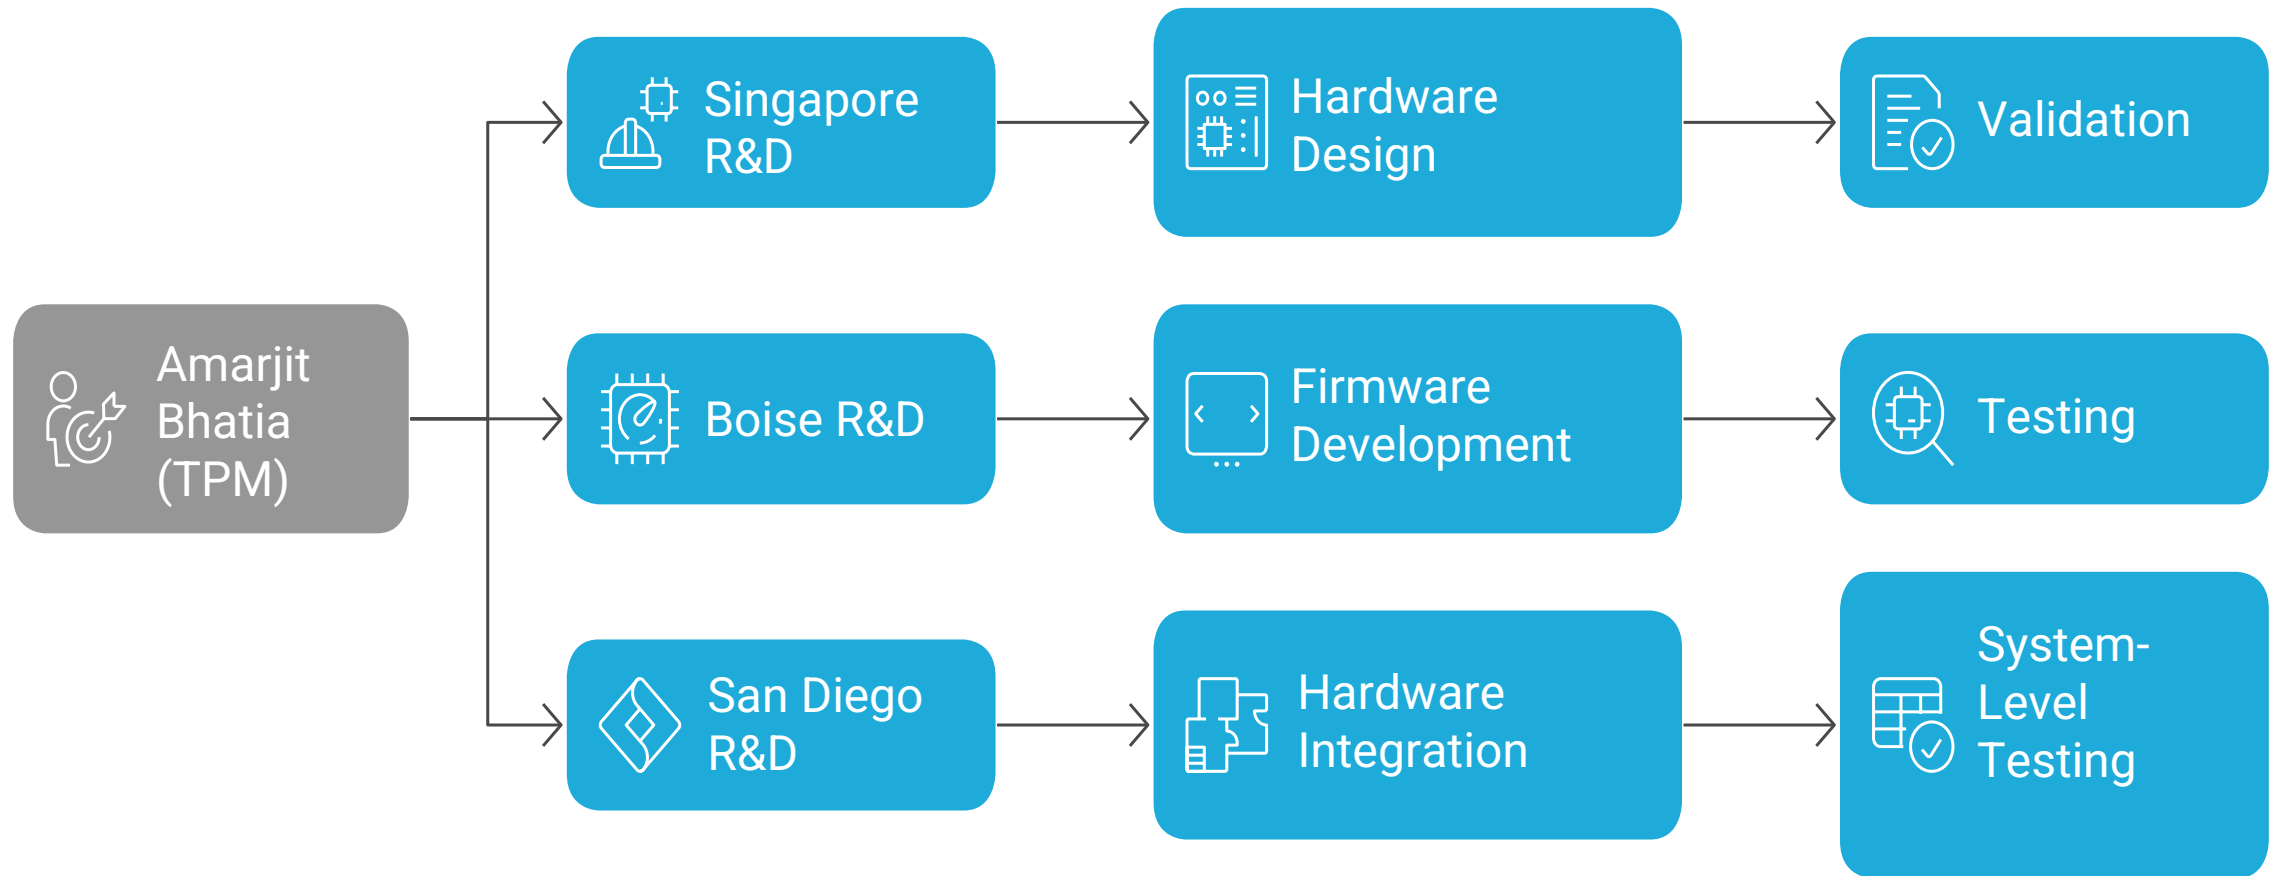 Amarjit
Bhatia
(TPM)
Singapore
R&D
Hardware
Design
Validation
Boise R&D
Firmware
Development
Testing
San Diego
R&D
Hardware
Integration
System-
Level
Testing